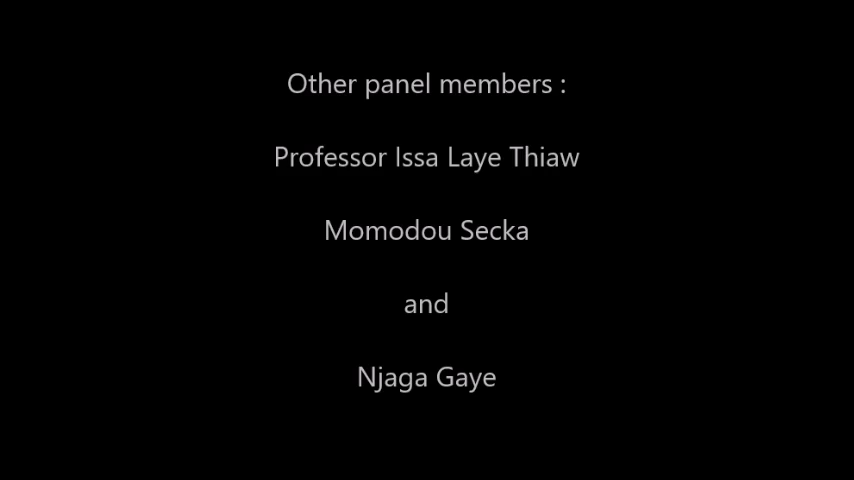 Other panel members :
Professor Issa Laye Thiaw
Momodou Secka
and
Njaga Gaye